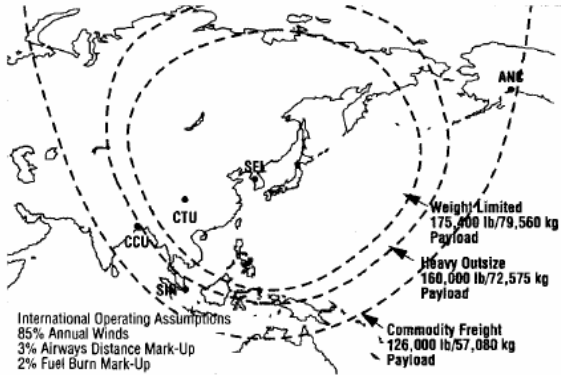 ANC
SEL
CTU
Weight Limited
175,400 lb/79,560 kg
Payload
CCU
Heavy Outsize
160,000 lb/72,575 kg
Payload
SIN
International Operating Assumptions
85% Annual Winds
3% Airways Distance Mark-Up
2% Fuel Burn Mark-Up
Commodity Freight
126,000 lb/57,080 kg
Payload